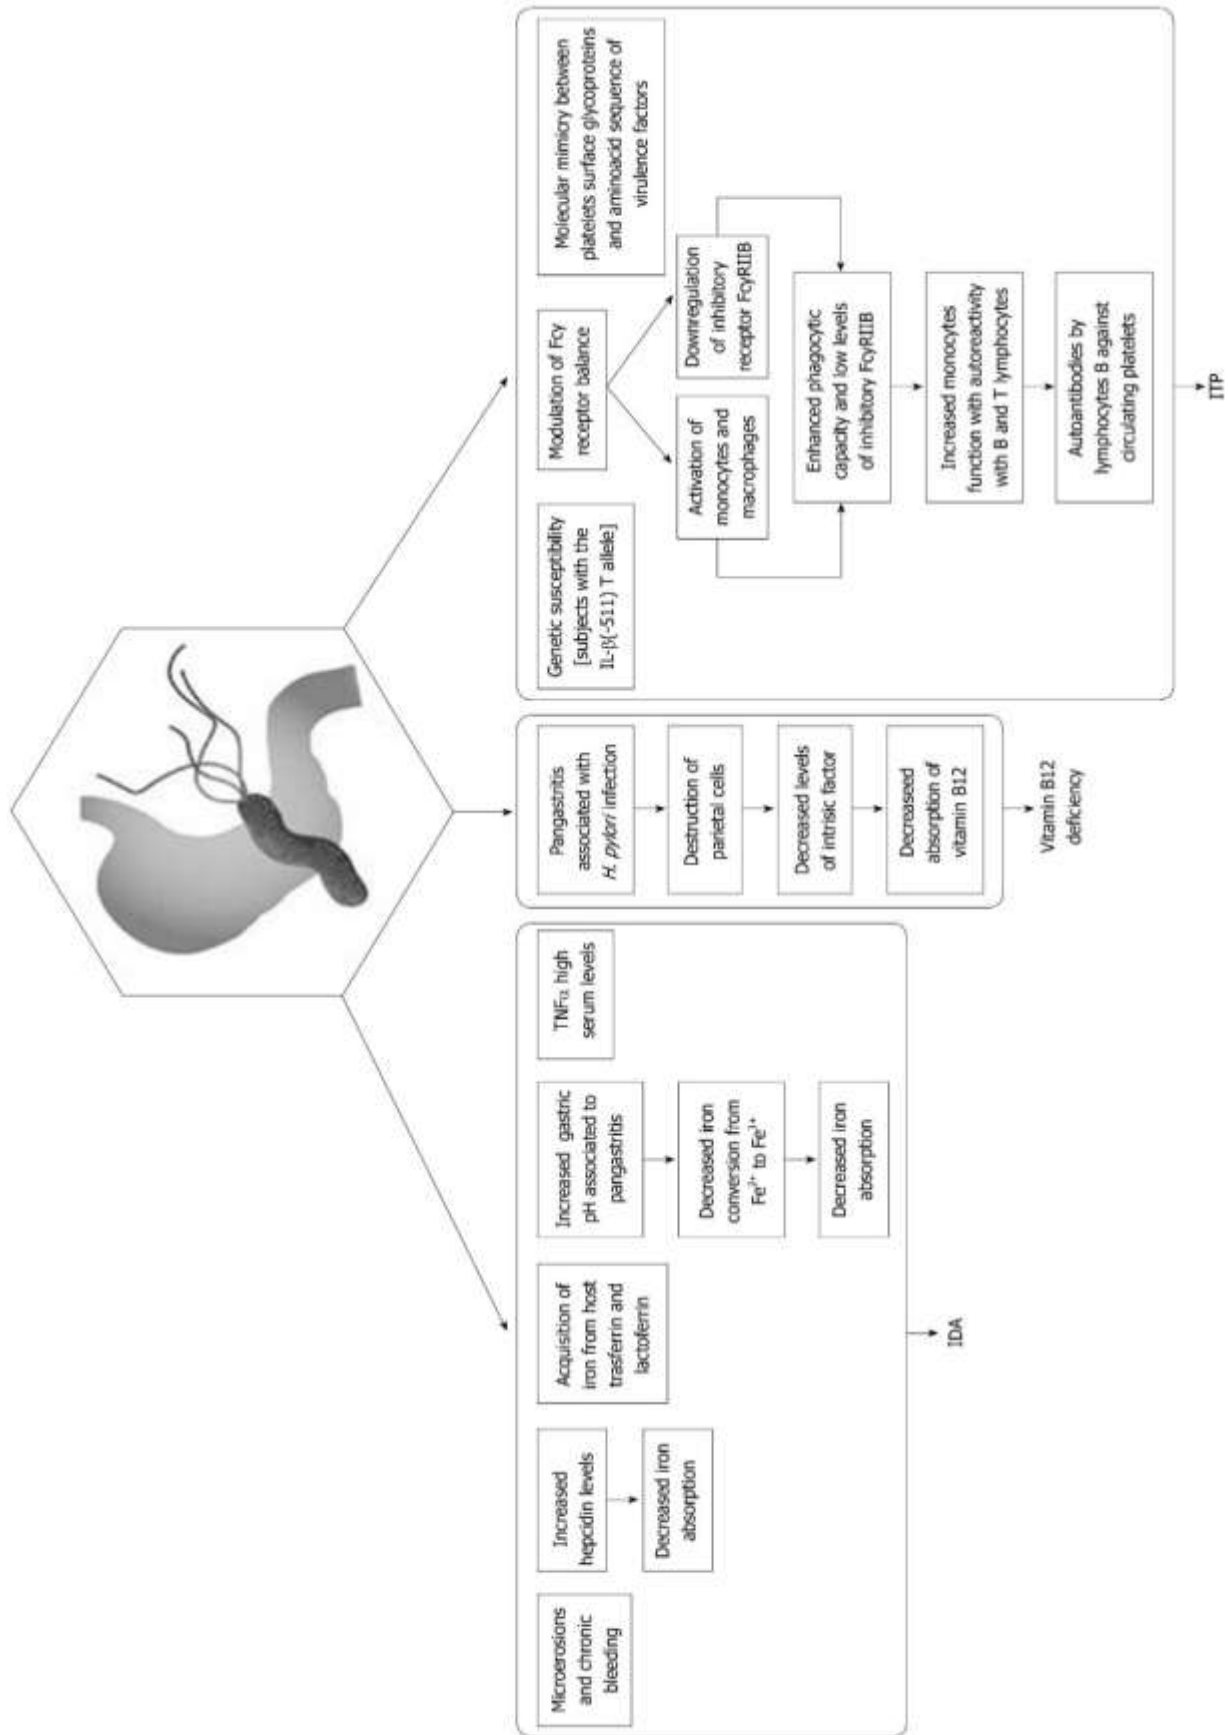 Microerosions
and chronic
bleeding
Increased
hepcidin levels
Decreased iron
absorption
Acquisition of
iron from host
trasferrin and
lactoferrin
Increased gastric
pH associated to
pangastritis
Decreased iron
conversion from
Fe²⁺ to Fe³⁺
Decreased iron
absorption
TNFα high
serum levels
IDA
Pangastritis
associated with
H. pylori infection
Destruction of
parietal cells
Decreased levels
of intrisic factor
Decreaseed
absorption of
vitamin B12
Vitamin B12
deficiency
Genetic susceptibility
[subjects with the
IL-β(-511) T allele]
Modulation of Fcγ
receptor balance
Molecular mimicry between
platelets surface glycoproteins
and aminoacid sequence of
virulence factors
Activation of
monocytes and
macrophages
Downregulation
of inhibitory
receptor FcγRIIB
Enhanced phagocytic
capacity and low levels
of inhibitory FcγRIIB
Increased monocytes
function with autoreactivity
with B and T lymphocytes
Autoantibodies by
lymphocytes B against
circulating platelets
ITP